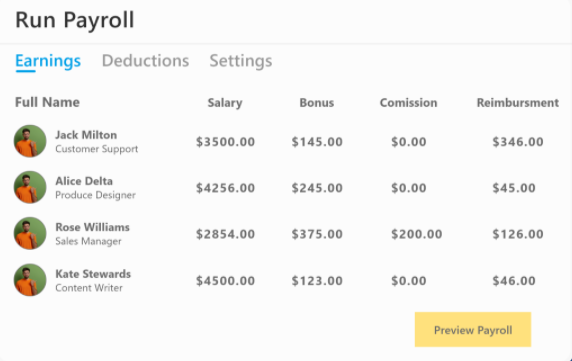 Run Payroll
Earnings Deductions Settings
Full Name Salary Bonus Comission Reimbursment
Jack Milton
Customer Support
$3500.00 $145.00 $0.00 $346.00
Alice Delta
Produce Designer
$4256.00 $245.00 $0.00 $45.00
Rose Williams
Sales Manager
$2854.00 $375.00 $200.00 $126.00
Kate Stewards
Content Writer
$4500.00 $123.00 $0.00 $46.00
Preview Payroll